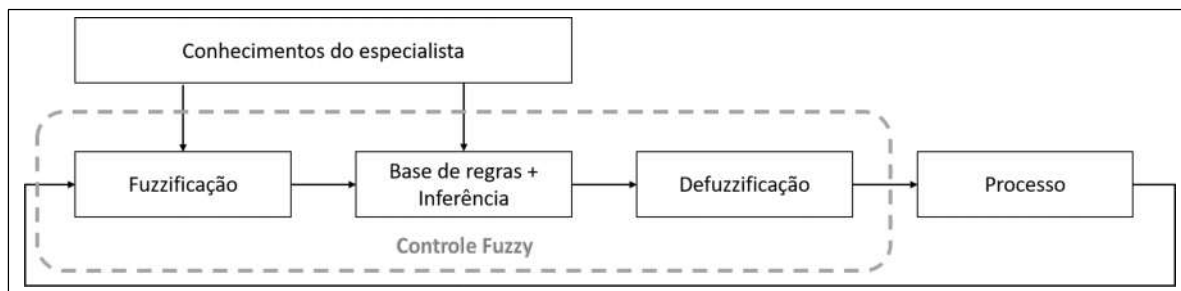 Conhecimentos do especialista
Fuzzificação
Base de regras +
Inferência
Defuzzificação
Processo
Controle Fuzzy